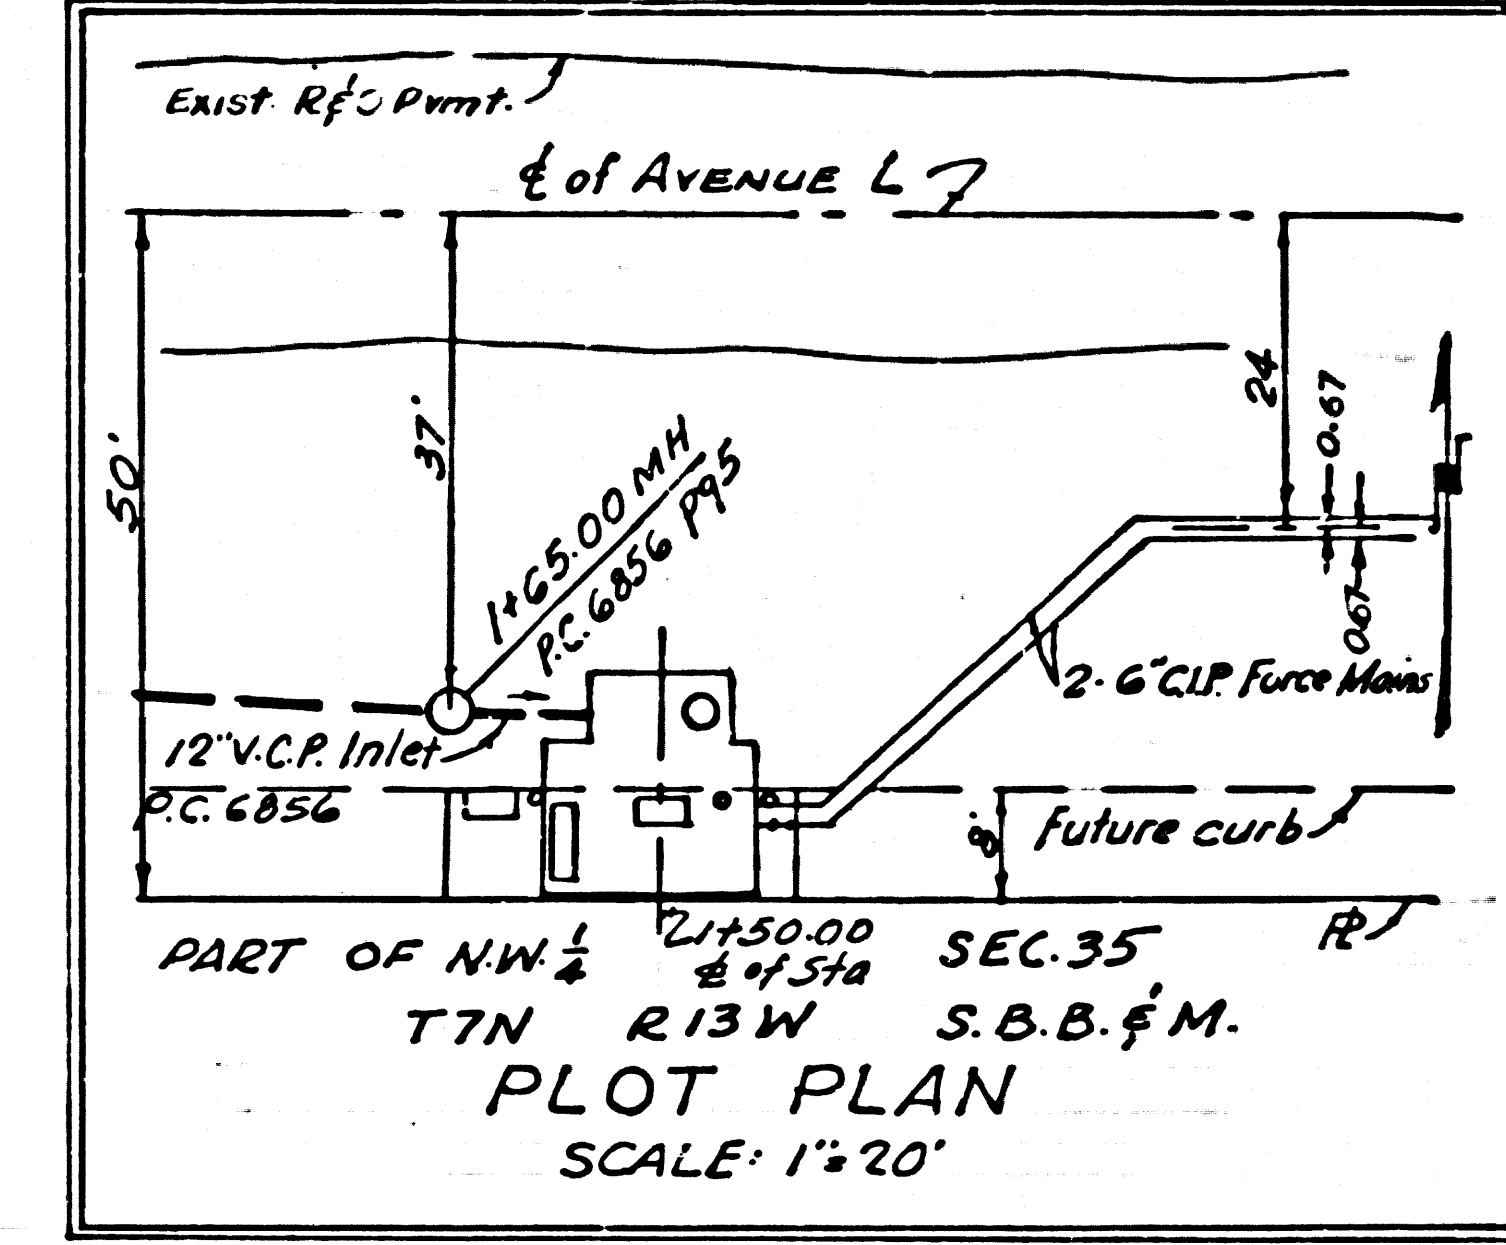 Exist. R&O Pvmt.
℄ of AVENUE L
50'
37'
24
0.67
0.67
1+65.00 MH
P.C. 6856 P95
2-6" C.I.P. Force Mains
12" V.C.P. Inlet
P.C. 6856
8'
Future curb
1+50.00
℄ of Sta
PART OF N.W. 1/4 SEC. 35
T7N R13W S.B.B. & M.
PLOT PLAN
SCALE: 1"=20'